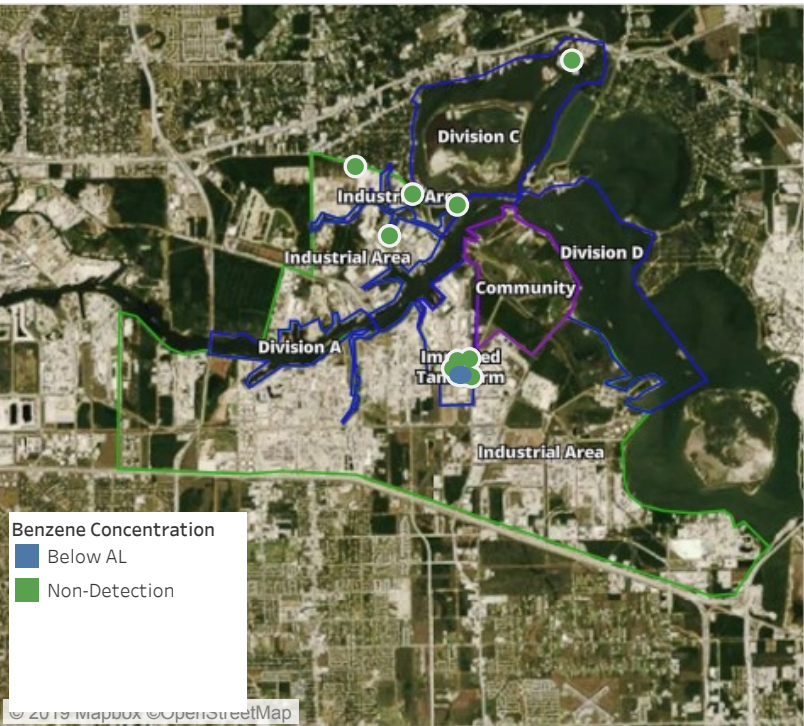 Division C
Industrial Area
Division D
Industrial Area
Community
Division A
Tank Farm
Industrial Area
Benzene Concentration
Below AL
Non-Detection
© 2019 Mapbox ©OpenStreetMap